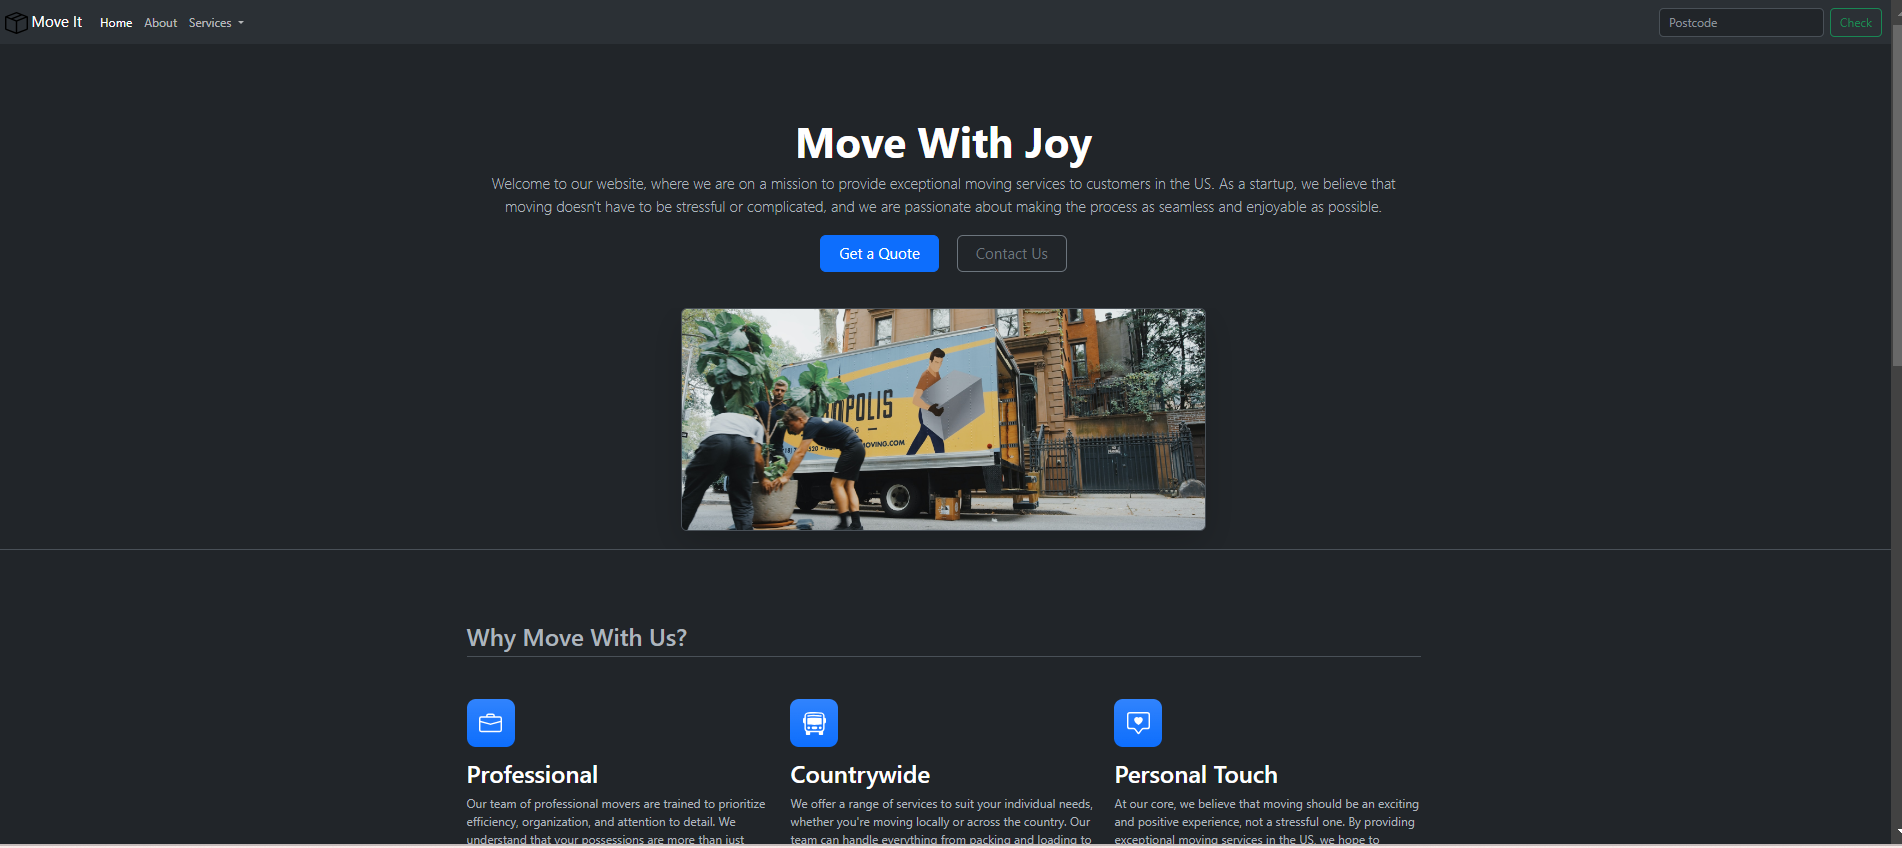 Move It Home About Services Postcode Check
Move With Joy
Welcome to our website, where we are on a mission to provide exceptional moving services to customers in the US. As a startup, we believe that
moving doesn't have to be stressful or complicated, and we are passionate about making the process as seamless and enjoyable as possible.
Get a Quote Contact Us
POLIS
MOVING.COM
Why Move With Us?
Professional
Our team of professional movers are trained to prioritize
efficiency, organization, and attention to detail. We
understand that your possessions are more than just
Countrywide
We offer a range of services to suit your individual needs,
whether you're moving locally or across the country. Our
team can handle everything from packing and loading to
Personal Touch
At our core, we believe that moving should be an exciting
and positive experience, not a stressful one. By providing
exceptional moving services in the US, we hope to